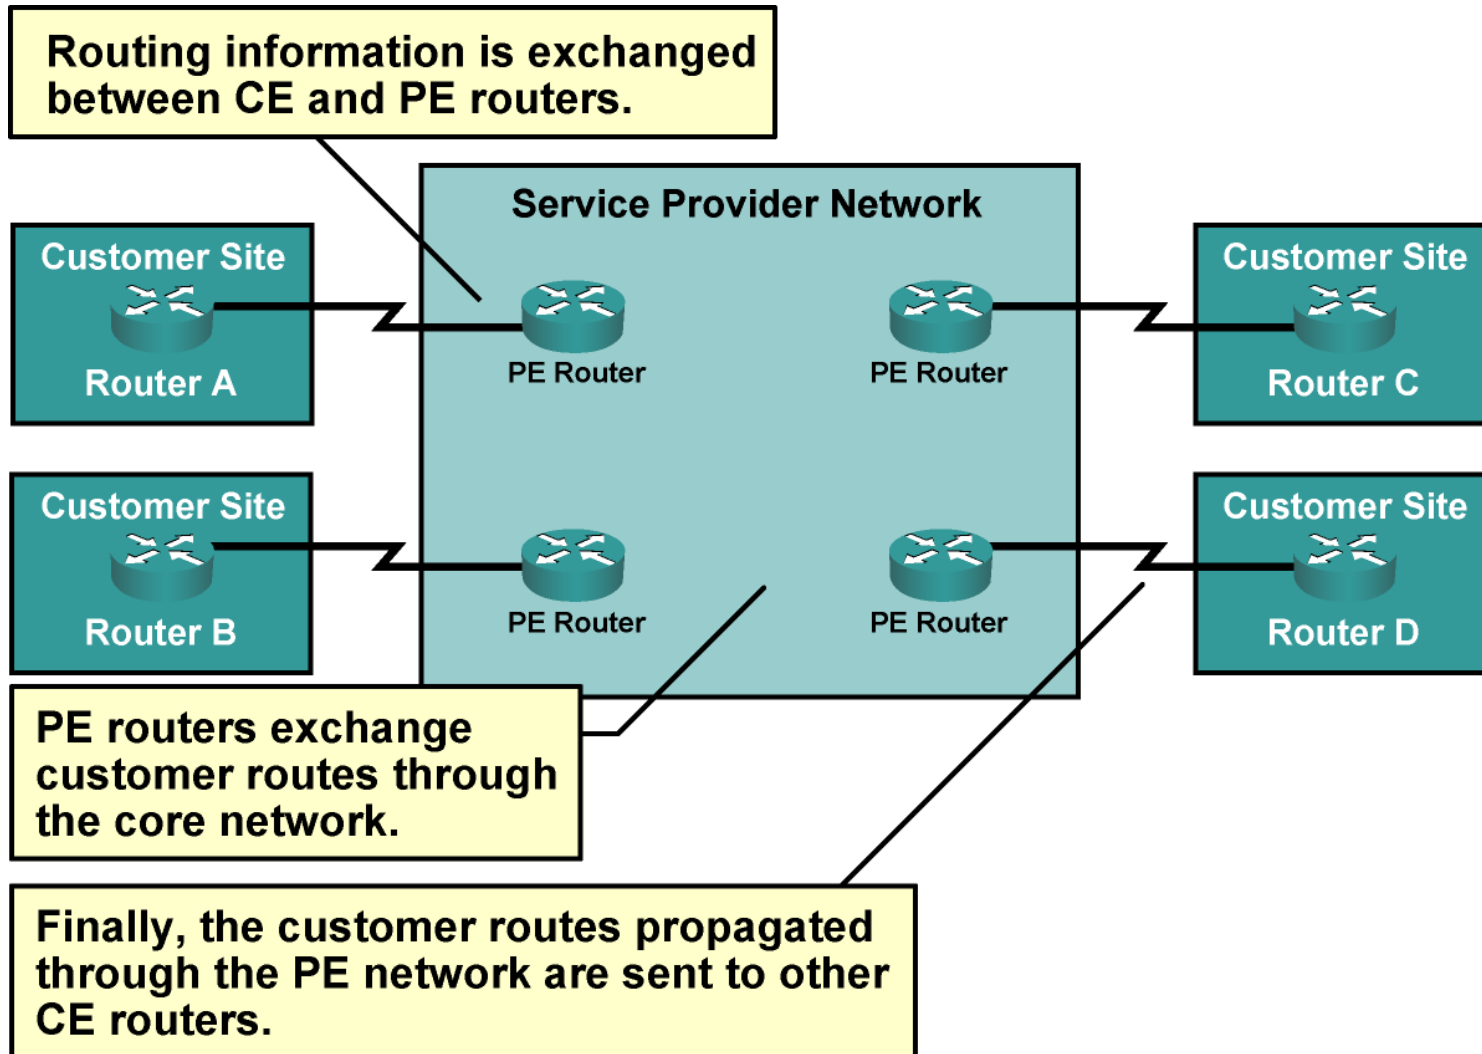 Routing information is exchanged
between CE and PE routers.
Service Provider Network
Customer Site
Router A
PE Router
PE Router
Customer Site
Router C
Customer Site
Router B
PE Router
PE Router
Customer Site
Router D
PE routers exchange
customer routes through
the core network.
Finally, the customer routes propagated
through the PE network are sent to other
CE routers.